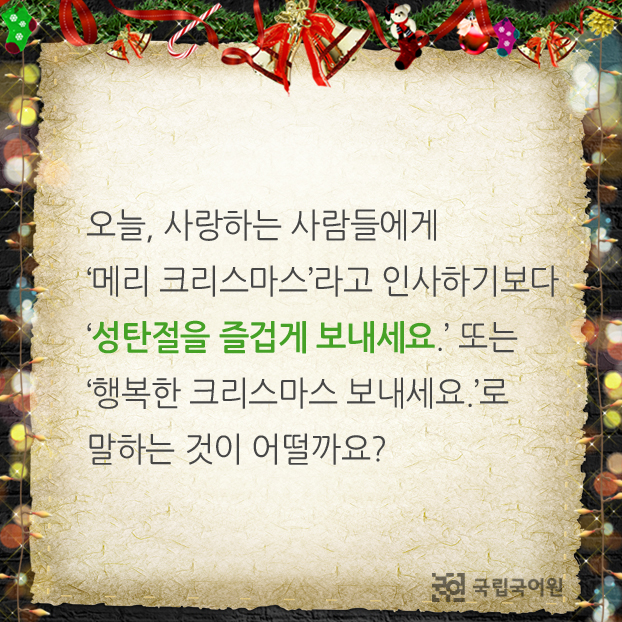 오늘, 사랑하는 사람들에게
‘메리 크리스마스’라고 인사하기보다
‘성탄절을 즐겁게 보내세요.’ 또는
‘행복한 크리스마스 보내세요.’로
말하는 것이 어떨까요?
국립국어원